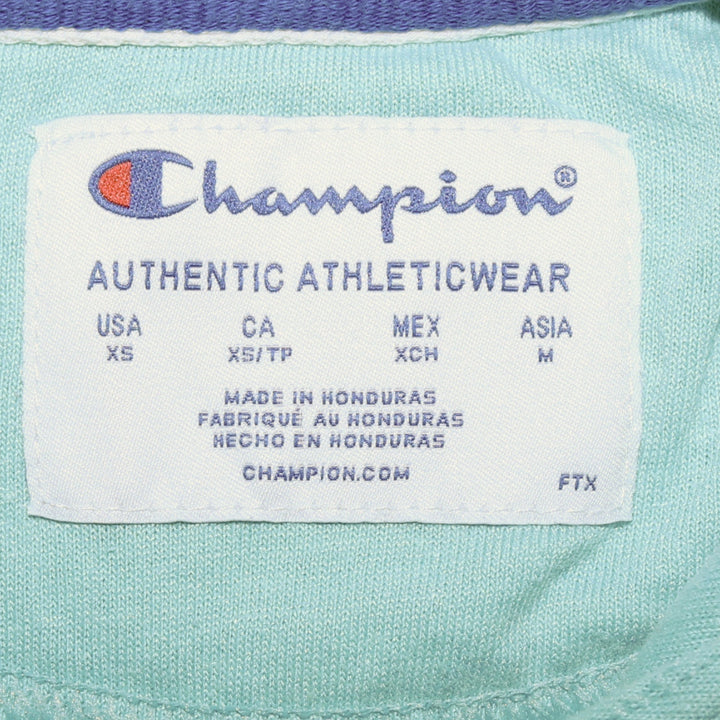 Champion®
AUTHENTIC ATHLETICWEAR
USA CA MEX ASIA
XS XS/TP XCH M
MADE IN HONDURAS
FABRIQUÉ AU HONDURAS
HECHO EN HONDURAS
CHAMPION.COM
FTX